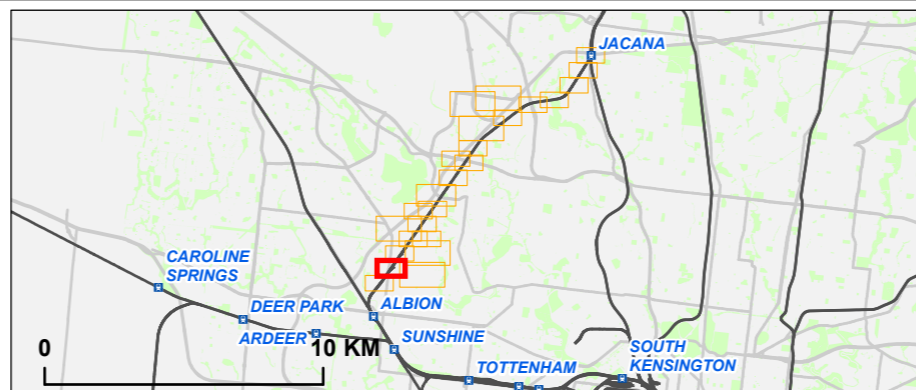 JACANA
CAROLINE
SPRINGS
DEER PARK
ALBION
ARDEER
SUNSHINE
0
10 KM
TOTTENHAM
SOUTH
KENSINGTON